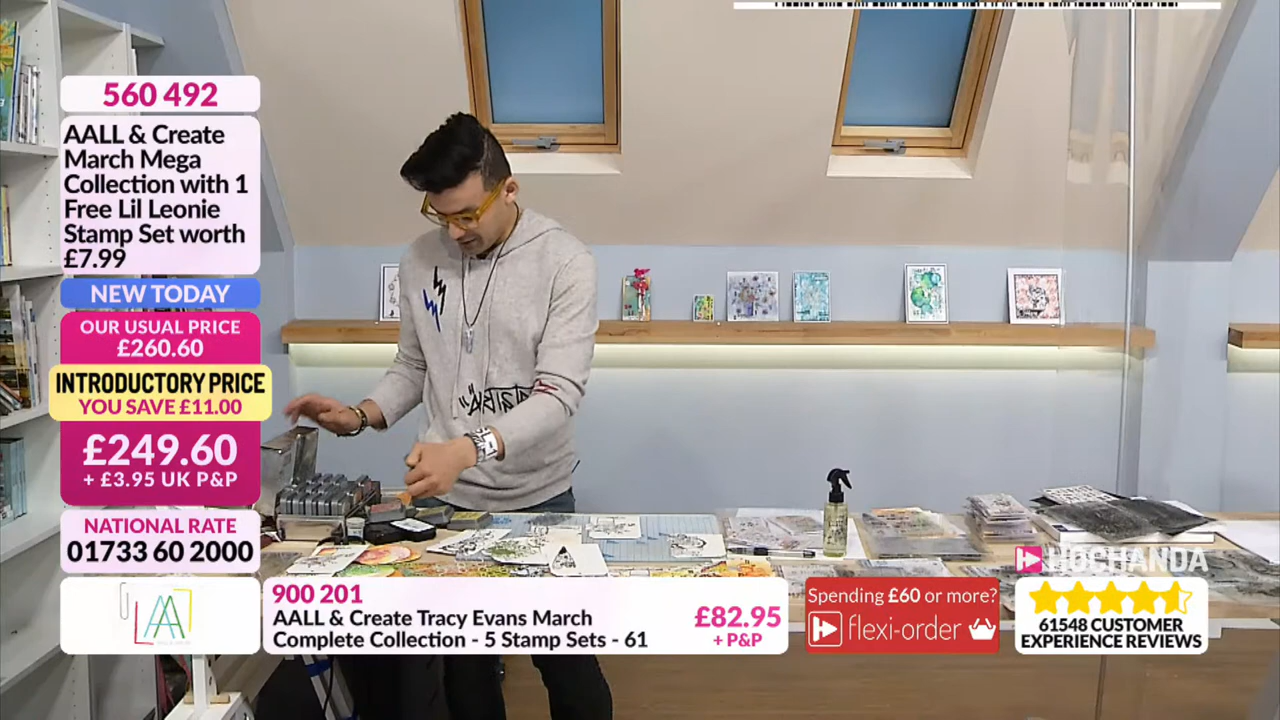 560 492
AALL & Create
March Mega
Collection with 1
Free Lil Leonie
Stamp Set worth
£7.99
NEW TODAY
OUR USUAL PRICE
£260.60
INTRODUCTORY PRICE
YOU SAVE £11.00
£249.60
+ £3.95 UK P&P
NATIONAL RATE
01733 60 2000
900 201
AALL & Create Tracy Evans March
Complete Collection - 5 Stamp Sets - 61
£82.95
+ P&P
Spending £60 or more?
flexi-order
HOCHANDA
61548 CUSTOMER
EXPERIENCE REVIEWS